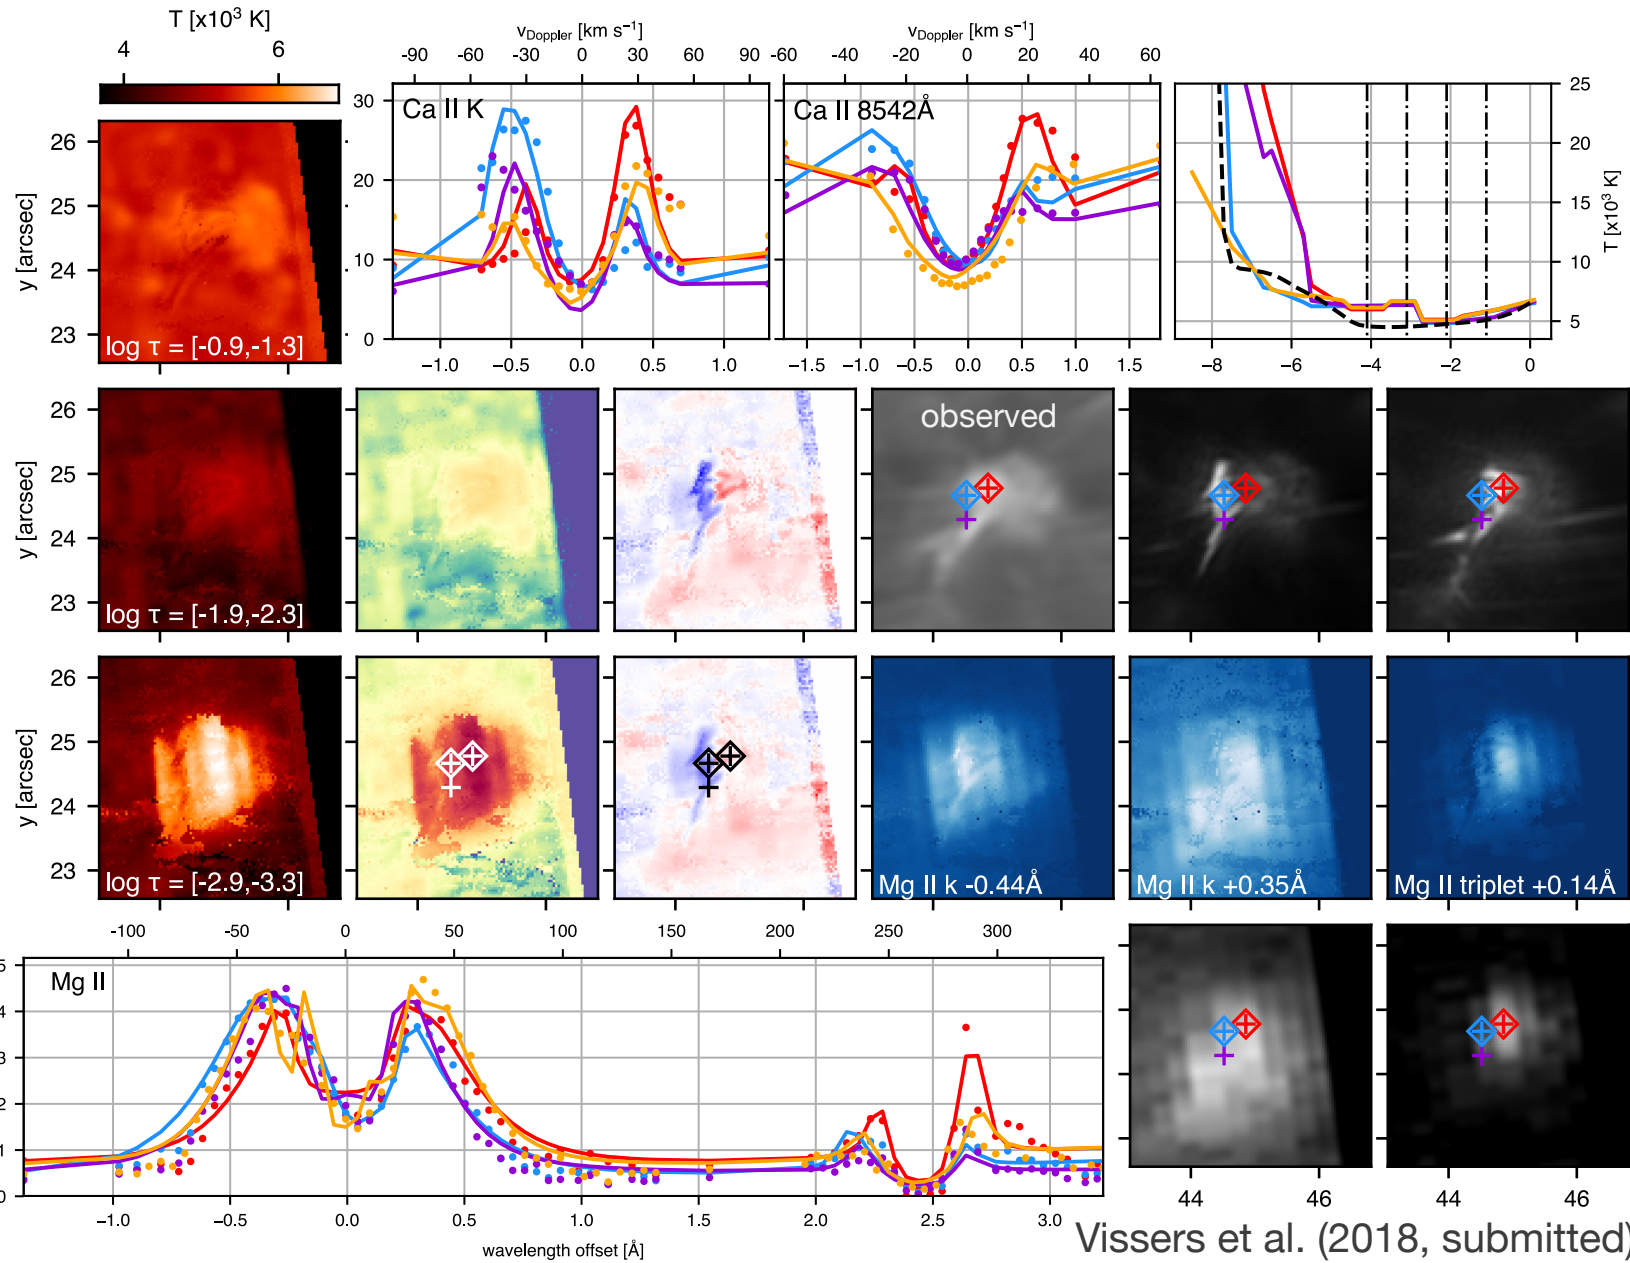 T [x10³ K]
4 6
v_Doppler [km s⁻¹]
-90 -60 -30 0 30 60 90
v_Doppler [km s⁻¹]
-60 -40 -20 0 20 40 60
Ca II K
30
20
10
0
−1.0 −0.5 0.0 0.5 1.0
Ca II 8542Å
−1.5 −1.0 −0.5 0.0 0.5 1.0 1.5
25
20
15
10
5
T [x10³ K]
−8 −6 −4 −2 0
y [arcsec]
26
25
24
23
log τ = [-0.9,-1.3]
y [arcsec]
26
25
24
23
log τ = [-1.9,-2.3]
observed
y [arcsec]
26
25
24
23
log τ = [-2.9,-3.3]
Mg II k -0.44Å
Mg II k +0.35Å
Mg II triplet +0.14Å
-100 -50 0 50 100 150 200 250 300
Mg II
5
4
3
2
1
0
−1.0 −0.5 0.0 0.5 1.0 1.5 2.0 2.5 3.0
wavelength offset [Å]
44 46
44 46
Vissers et al. (2018, submitted)